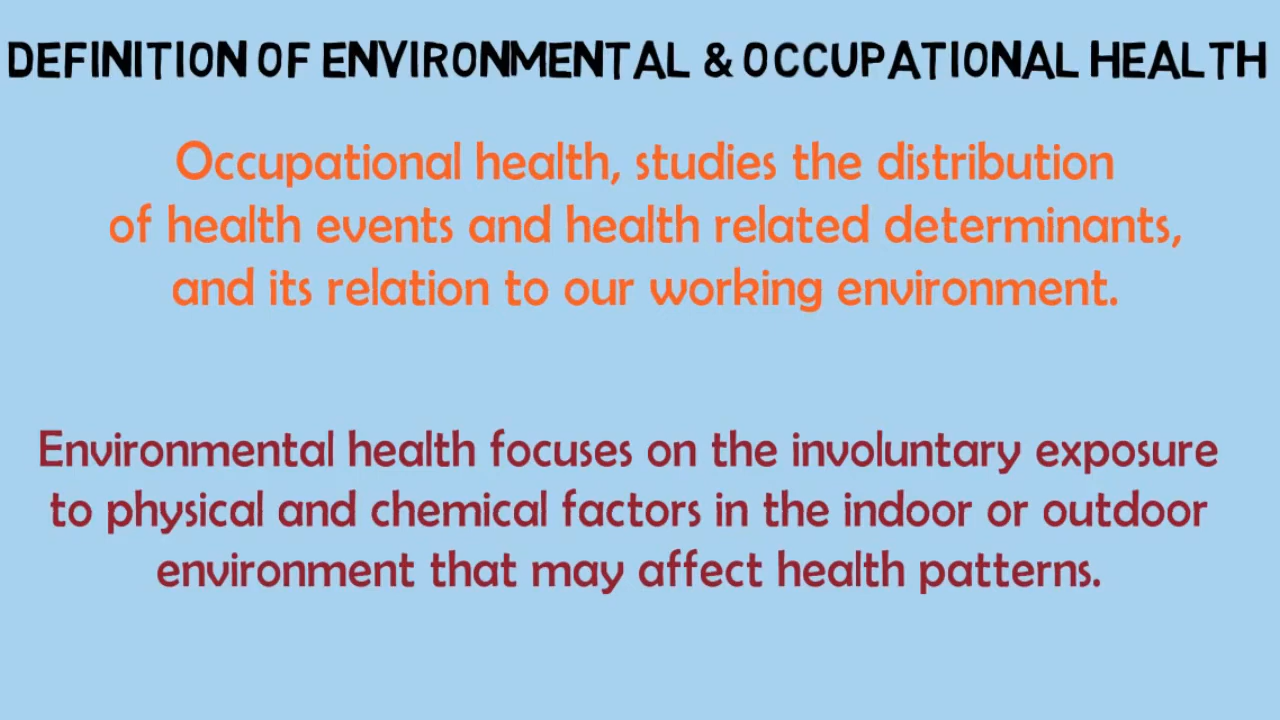 DEFINITION OF ENVIRONMENTAL & OCCUPATIONAL HEALTH
Occupational health, studies the distribution
of health events and health related determinants,
and its relation to our working environment.
Environmental health focuses on the involuntary exposure
to physical and chemical factors in the indoor or outdoor
environment that may affect health patterns.